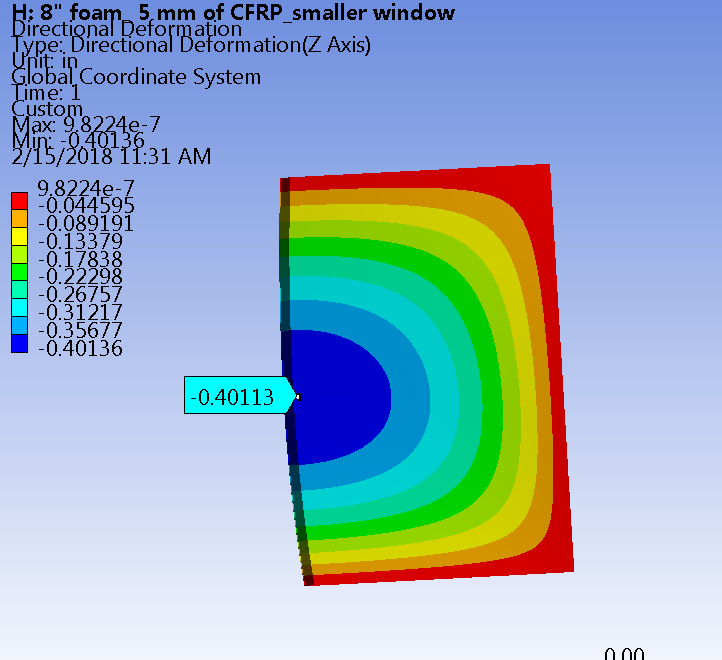 H: 8" foam_ 5 mm of CFRP_smaller window
Directional Deformation
Type: Directional Deformation(Z Axis)
Unit: in
Global Coordinate System
Time: 1
Custom
Max: 9.8224e-7
Min: -0.40136
2/15/2018 11:31 AM
9.8224e-7
-0.044595
-0.089191
-0.13379
-0.17838
-0.22298
-0.26757
-0.31217
-0.35677
-0.40136
-0.40113
0.00